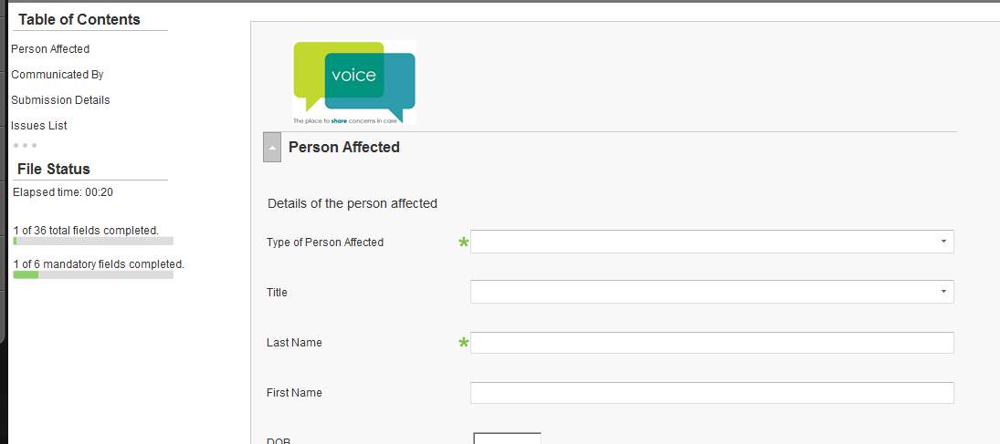 Table of Contents
Person Affected
Communicated By
Submission Details
Issues List
File Status
Elapsed time: 00:20
1 of 36 total fields completed.
1 of 6 mandatory fields completed.
voice
The place to share concerns in care
Person Affected
Details of the person affected
Type of Person Affected *
Title
Last Name *
First Name
DOB